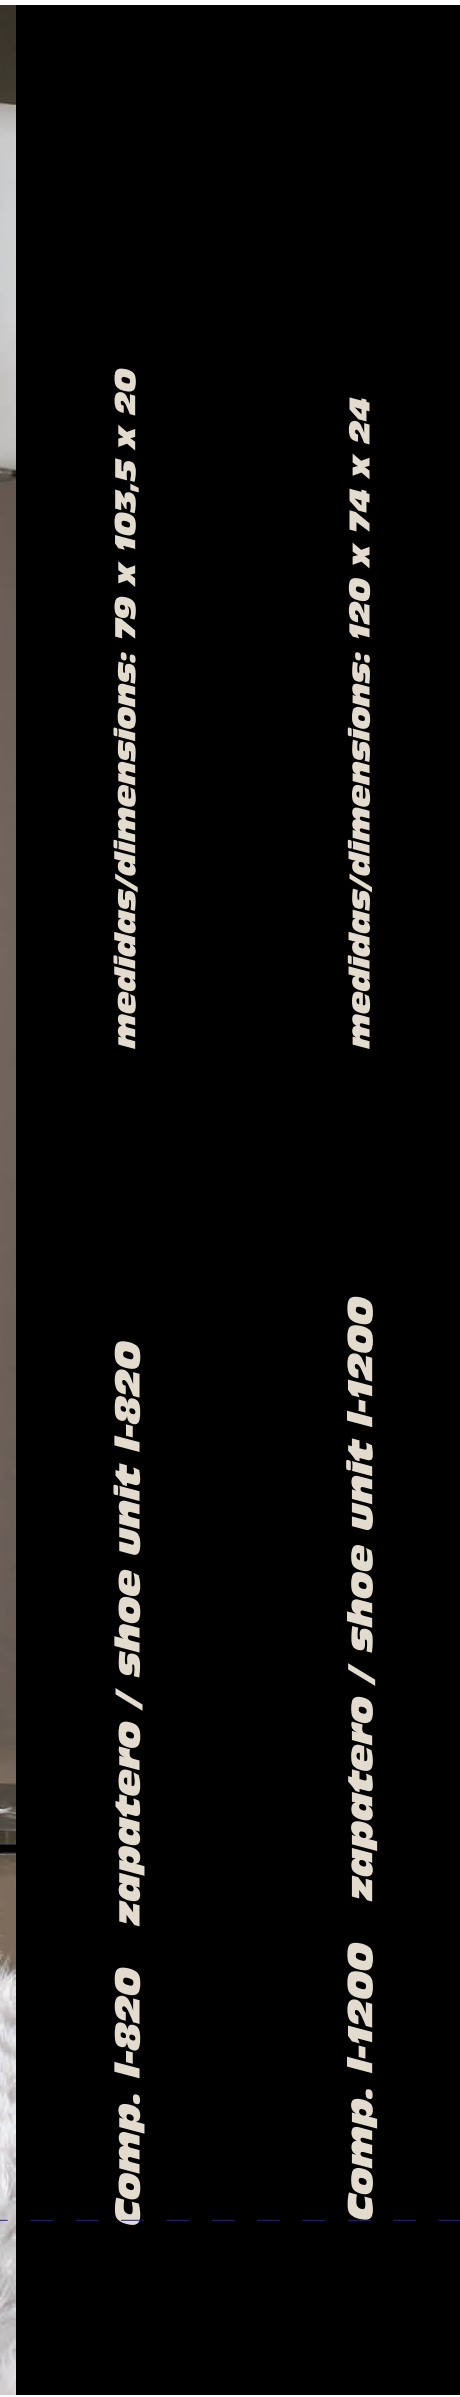 Comp. I-820 zapatero / shoe unit I-820 medidas/dimensions: 79 x 103,5 x 20
Comp. I-1200 zapatero / shoe unit I-1200 medidas/dimensions: 120 x 74 x 24